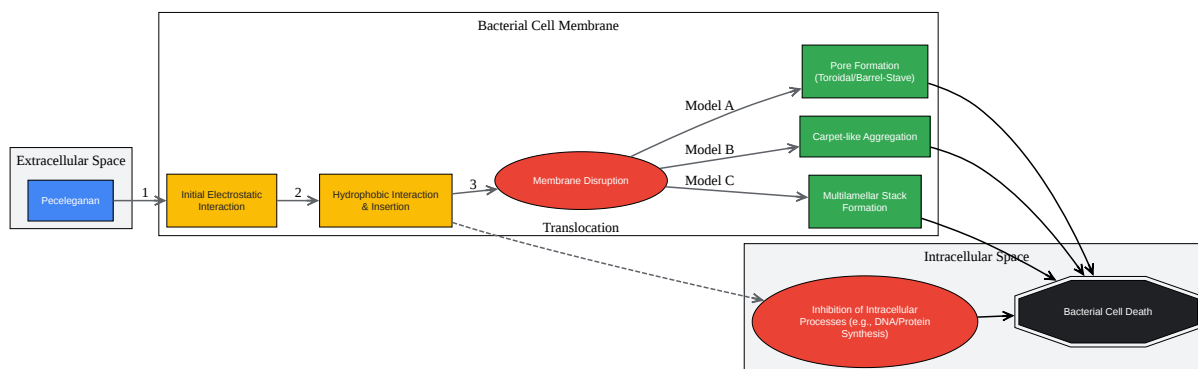 Bacterial Cell Membrane
Pore Formation
(Toroidal/Barrel-Stave)
Model A
Carpet-like Aggregation
Model B
Extracellular Space
Peceleganan
1
Initial Electrostatic
Interaction
2
Hydrophobic Interaction
& Insertion
3
Membrane Disruption
Model C
Multilamellar Stack
Formation
Translocation
Intracellular Space
Inhibition of Intracellular
Processes (e.g., DNA/Protein
Synthesis)
Bacterial Cell Death